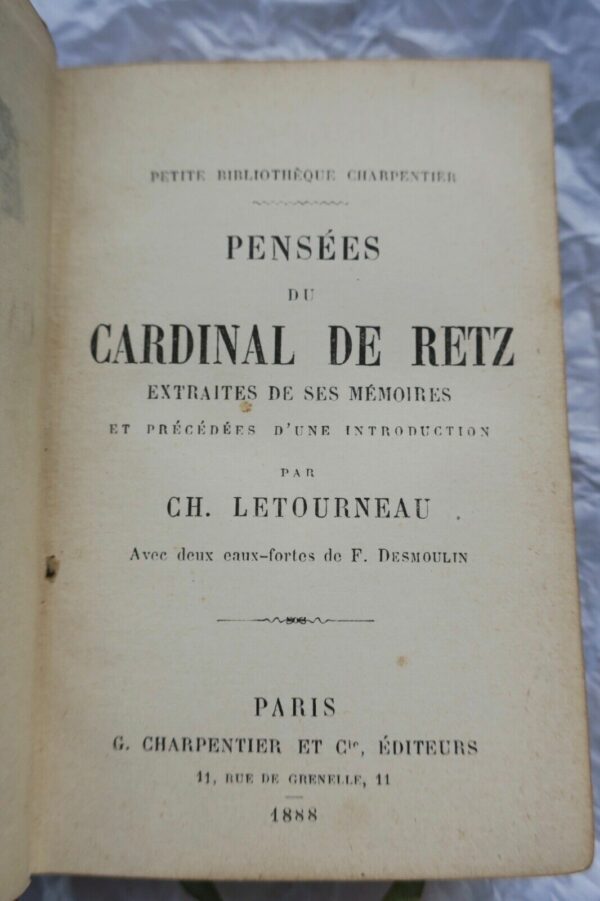 PETITE BIBLIOTHÈQUE CHARPENTIER
PENSÉES
DU
CARDINAL DE RETZ
EXTRAITES DE SES MÉMOIRES
ET PRÉCÉDÉES D'UNE INTRODUCTION
PAR
CH. LETOURNEAU
Avec deux eaux-fortes de F. DESMOULIN
PARIS
G. CHARPENTIER ET Cie, ÉDITEURS
11, RUE DE GRENELLE, 11
1888